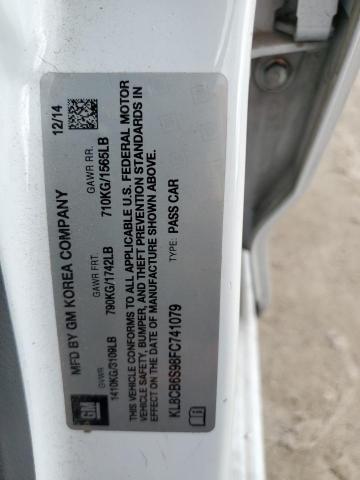 MFD BY GM KOREA COMPANY 12/14
GVWR GAWR FRT. GAWR RR.
1410KG/3109LB 790KG/1742LB 710KG/1565LB
GM
THIS VEHICLE CONFORMS TO ALL APPLICABLE U.S. FEDERAL MOTOR
VEHICLE SAFETY, BUMPER, AND THEFT PREVENTION STANDARDS IN
EFFECT ON THE DATE OF MANUFACTURE SHOWN ABOVE.
KL8CB6S98FC741079 TYPE: PASS CAR